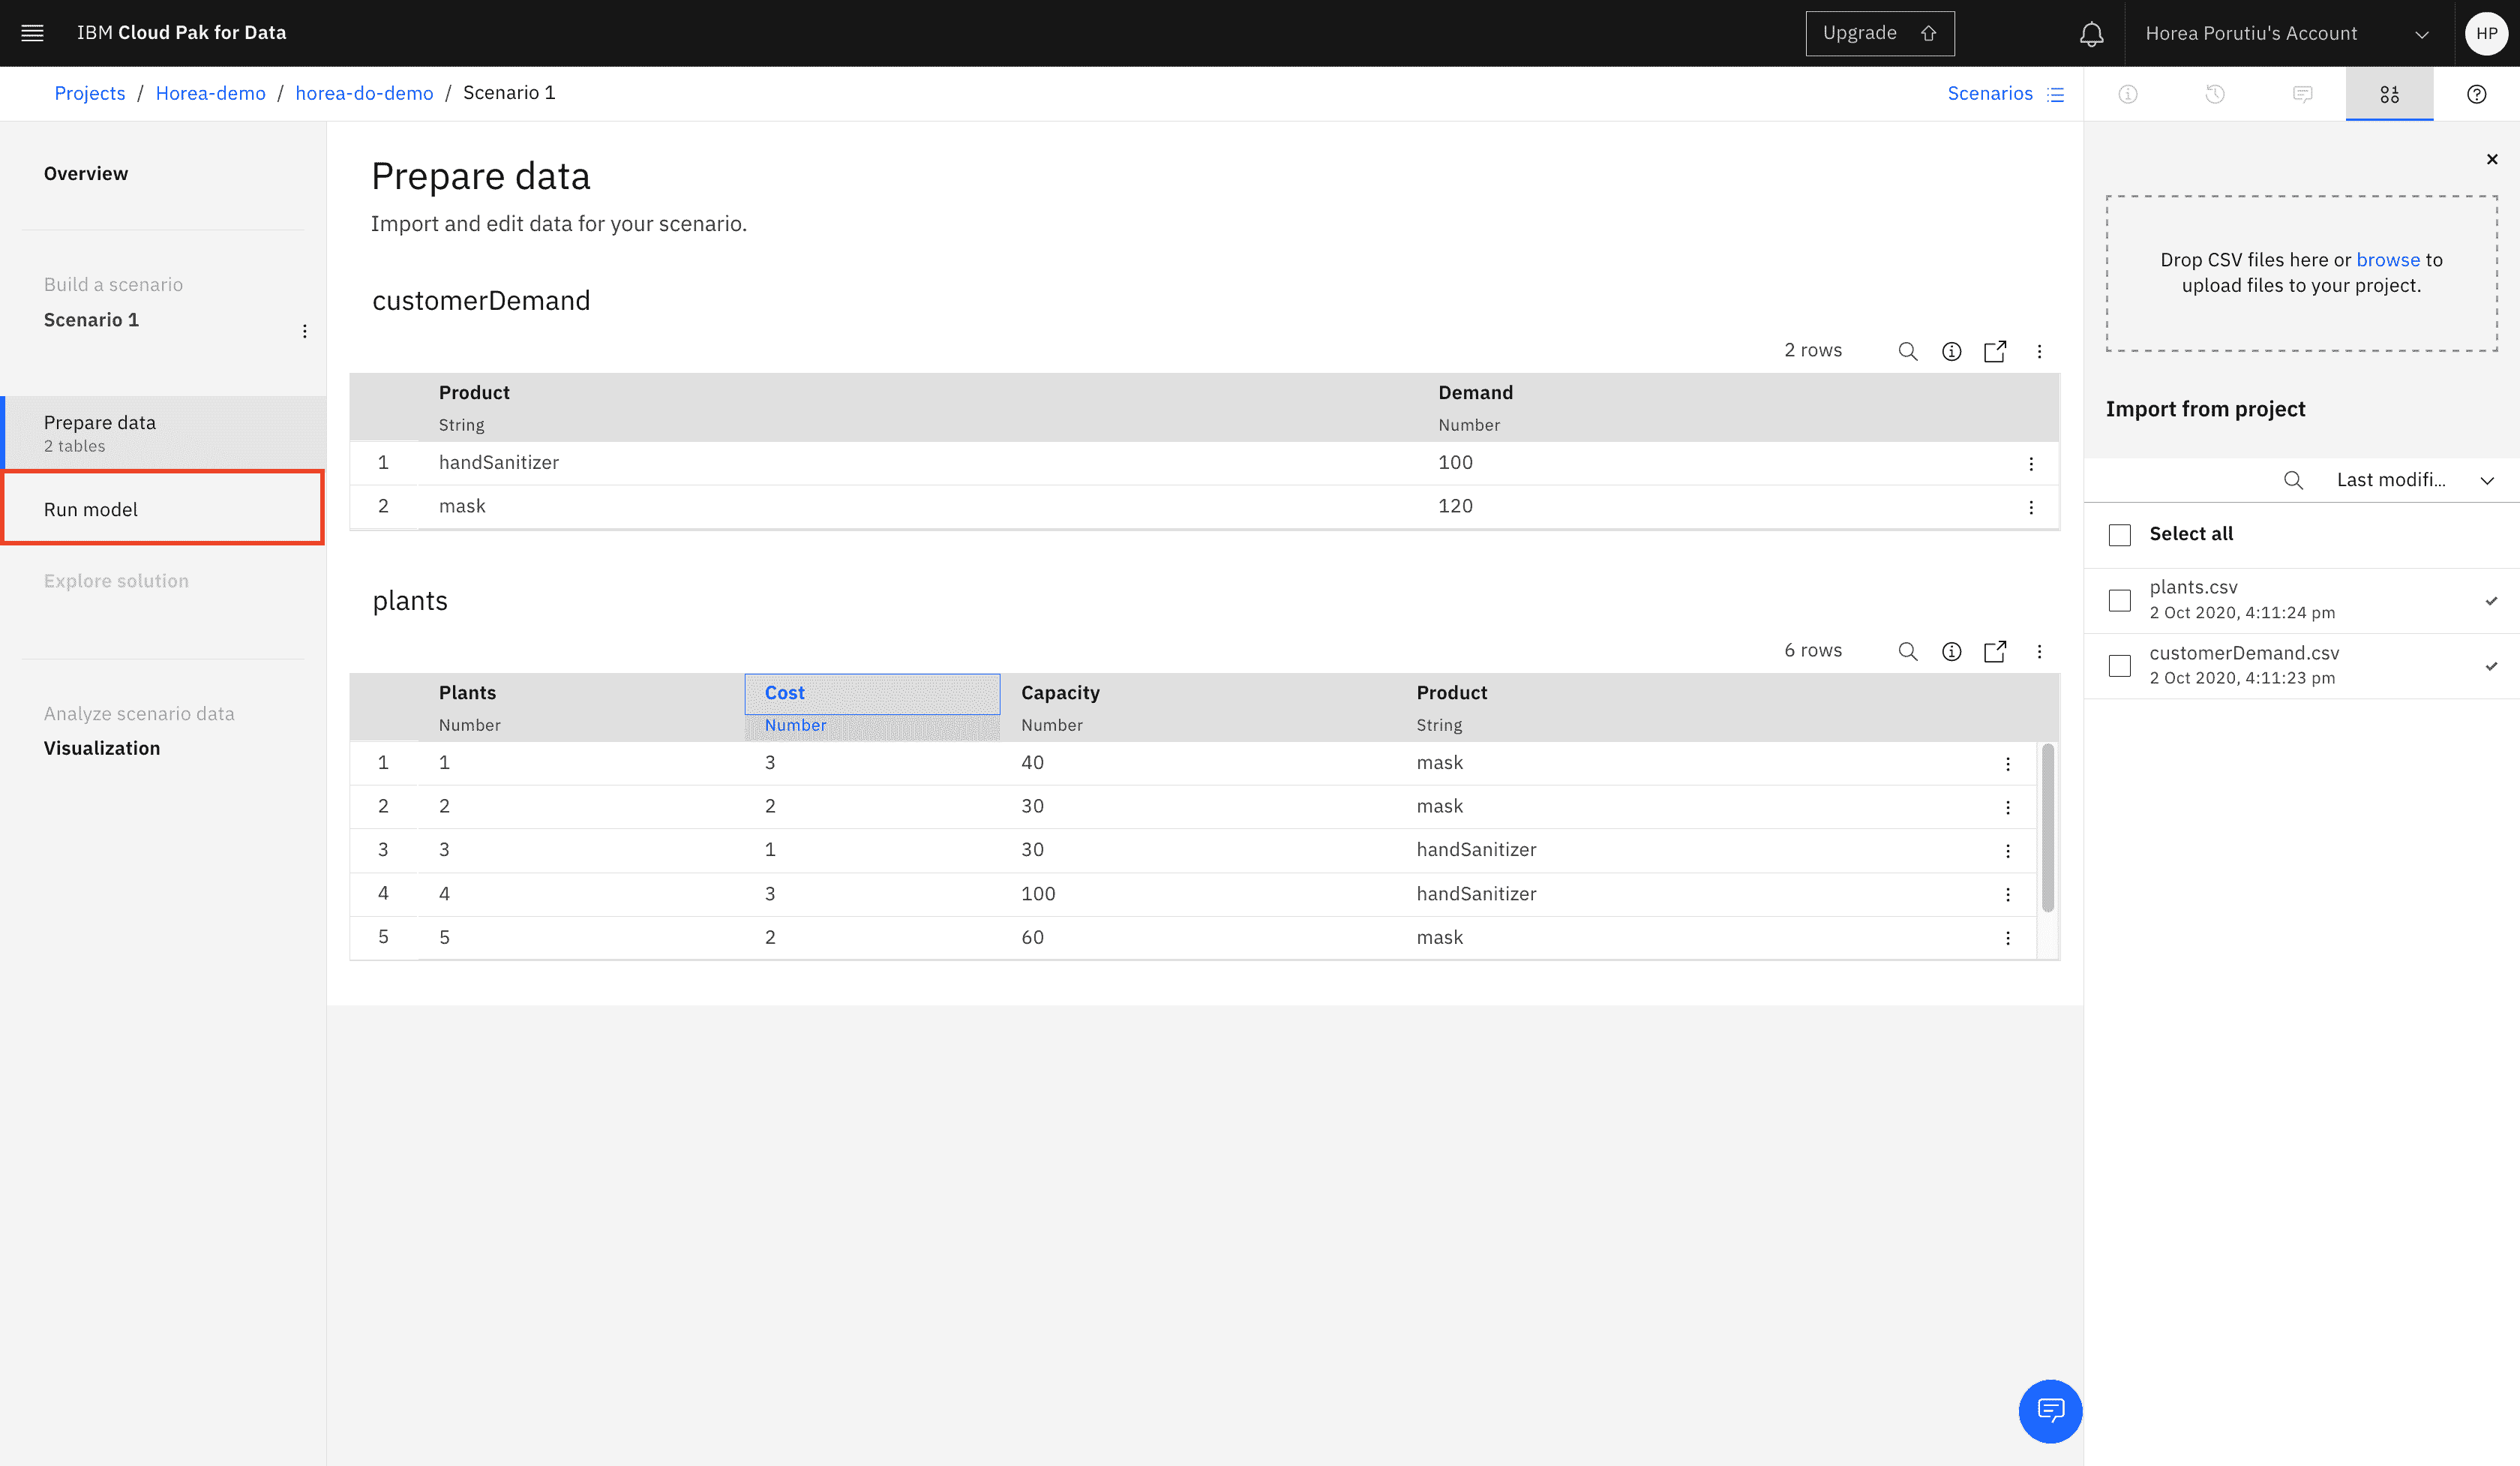 IBM Cloud Pak for Data
Upgrade
Horea Porutiu's Account
HP
Projects / Horea-demo / horea-do-demo / Scenario 1
Scenarios
Overview
Build a scenario
Scenario 1
Prepare data
2 tables
Run model
Explore solution
Analyze scenario data
Visualization
Prepare data
Import and edit data for your scenario.
customerDemand
2 rows
Product Demand
String Number
1 handSanitizer 100
2 mask 120
plants
6 rows
Plants Cost Capacity Product
Number Number Number String
1 1 3 40 mask
2 2 2 30 mask
3 3 1 30 handSanitizer
4 4 3 100 handSanitizer
5 5 2 60 mask
Drop CSV files here or browse to
upload files to your project.
Import from project
Last modifi...
Select all
plants.csv
2 Oct 2020, 4:11:24 pm
customerDemand.csv
2 Oct 2020, 4:11:23 pm